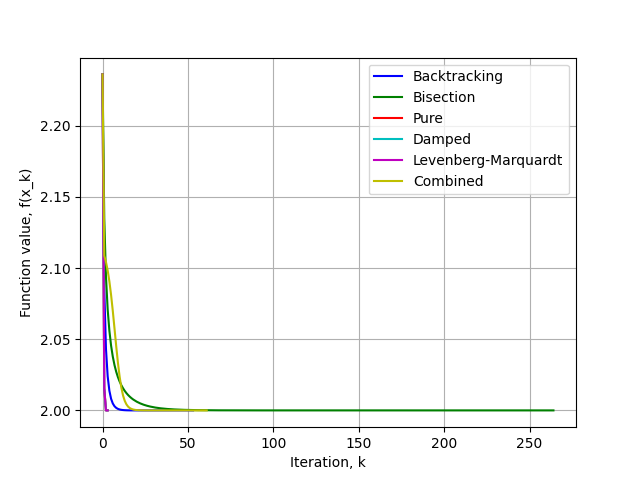 Backtracking
Bisection
Pure
Damped
Levenberg-Marquardt
Combined
Function value, f(x_k)
2.20
2.15
2.10
2.05
2.00
0
50
100
150
200
250
Iteration, k